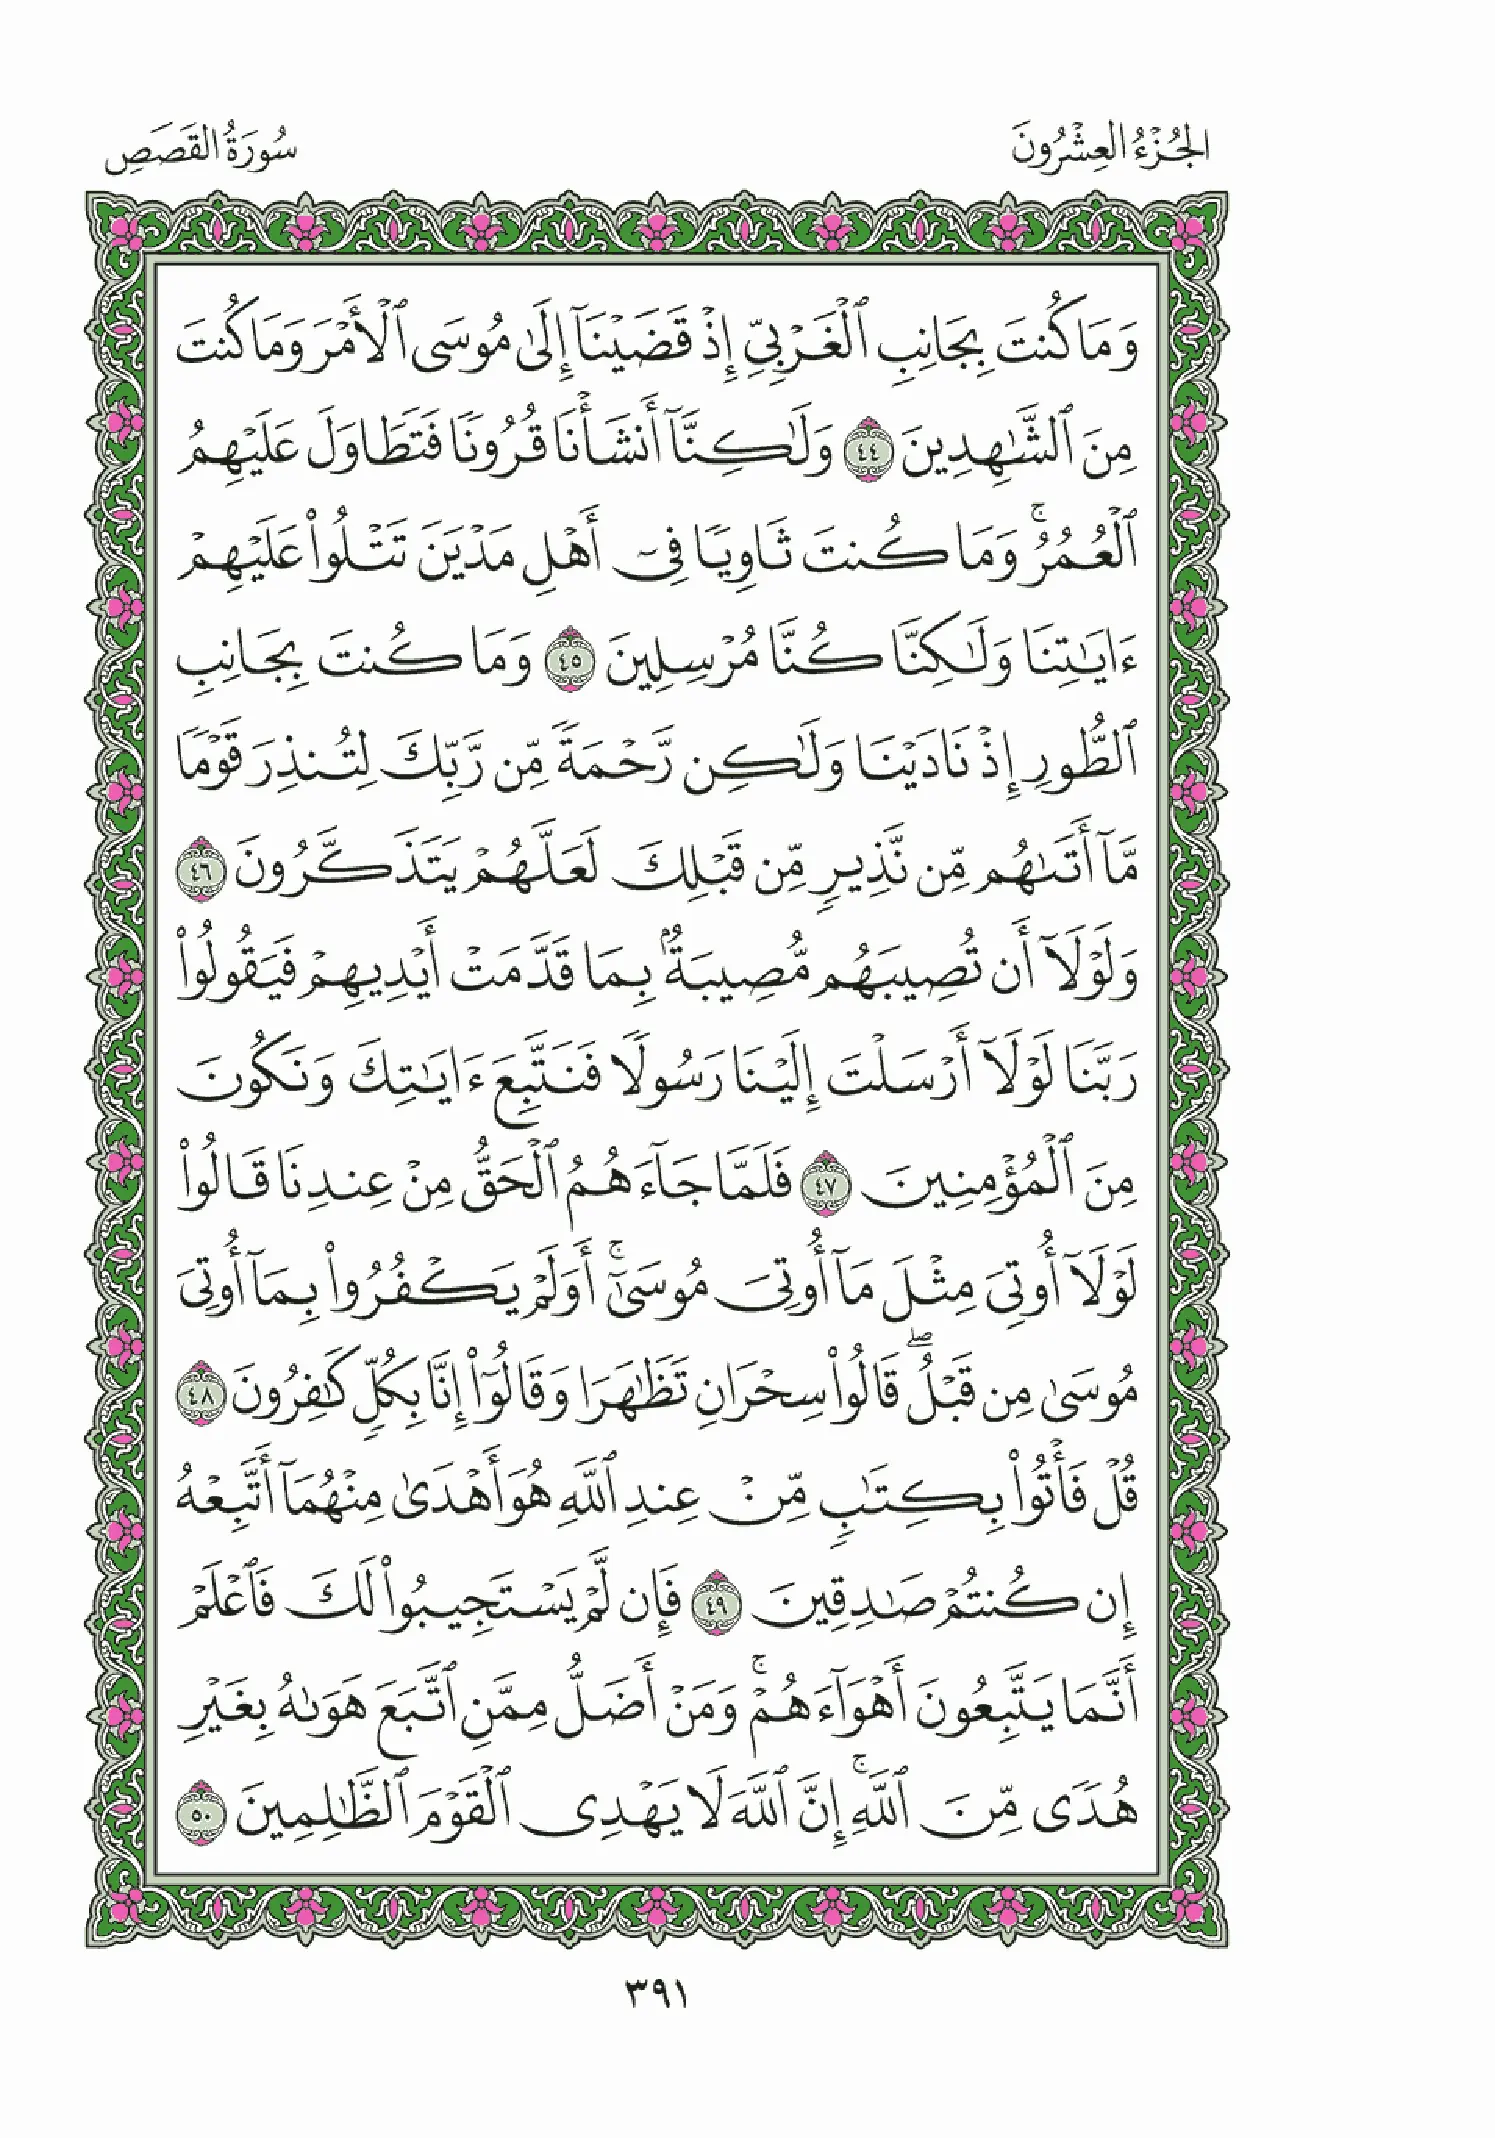 الجُزْءُ العِشْرُونَ
سُورَةُ القَصَصِ
وَمَا كُنتَ بِجَانِبِ ٱلْغَرْبِيِّ إِذْ قَضَيْنَآ إِلَىٰ مُوسَى ٱلْأَمْرَ وَمَا كُنتَ
مِنَ ٱلشَّـٰهِدِينَ ٤٤ وَلَـٰكِنَّآ أَنشَأْنَا قُرُونًا فَتَطَاوَلَ عَلَيْهِمُ
ٱلْعُمُرُ ۚ وَمَا كُنتَ ثَاوِيًا فِىٓ أَهْلِ مَدْيَنَ تَتْلُوا۟ عَلَيْهِمْ
ءَايَـٰتِنَا وَلَـٰكِنَّا كُنَّا مُرْسِلِينَ ٤٥ وَمَا كُنتَ بِجَانِبِ
ٱلطُّورِ إِذْ نَادَيْنَا وَلَـٰكِن رَّحْمَةً مِّن رَّبِّكَ لِتُنذِرَ قَوْمًا
مَّآ أَتَىٰهُم مِّن نَّذِيرٍ مِّن قَبْلِكَ لَعَلَّهُمْ يَتَذَكَّرُونَ ٤٦
وَلَوْلَآ أَن تُصِيبَهُم مُّصِيبَةٌۢ بِمَا قَدَّمَتْ أَيْدِيهِمْ فَيَقُولُوا۟
رَبَّنَا لَوْلَآ أَرْسَلْتَ إِلَيْنَا رَسُولًا فَنَتَّبِعَ ءَايَـٰتِكَ وَنَكُونَ
مِنَ ٱلْمُؤْمِنِينَ ٤٧ فَلَمَّا جَآءَهُمُ ٱلْحَقُّ مِنْ عِندِنَا قَالُوا۟
لَوْلَآ أُوتِىَ مِثْلَ مَآ أُوتِىَ مُوسَىٰٓ ۚ أَوَلَمْ يَكْفُرُوا۟ بِمَآ أُوتِىَ
مُوسَىٰ مِن قَبْلُ ۖ قَالُوا۟ سِحْرَانِ تَظَـٰهَرَا وَقَالُوٓا۟ إِنَّا بِكُلٍّ كَـٰفِرُونَ ٤٨
قُلْ فَأْتُوا۟ بِكِتَـٰبٍ مِّنْ عِندِ ٱللَّهِ هُوَ أَهْدَىٰ مِنْهُمَآ أَتَّبِعْهُ
إِن كُنتُمْ صَـٰدِقِينَ ٤٩ فَإِن لَّمْ يَسْتَجِيبُوا۟ لَكَ فَٱعْلَمْ
أَنَّمَا يَتَّبِعُونَ أَهْوَآءَهُمْ ۚ وَمَنْ أَضَلُّ مِمَّنِ ٱتَّبَعَ هَوَىٰهُ بِغَيْرِ
هُدًى مِّنَ ٱللَّهِ ۚ إِنَّ ٱللَّهَ لَا يَهْدِى ٱلْقَوْمَ ٱلظَّـٰلِمِينَ ٥٠
٣٩١